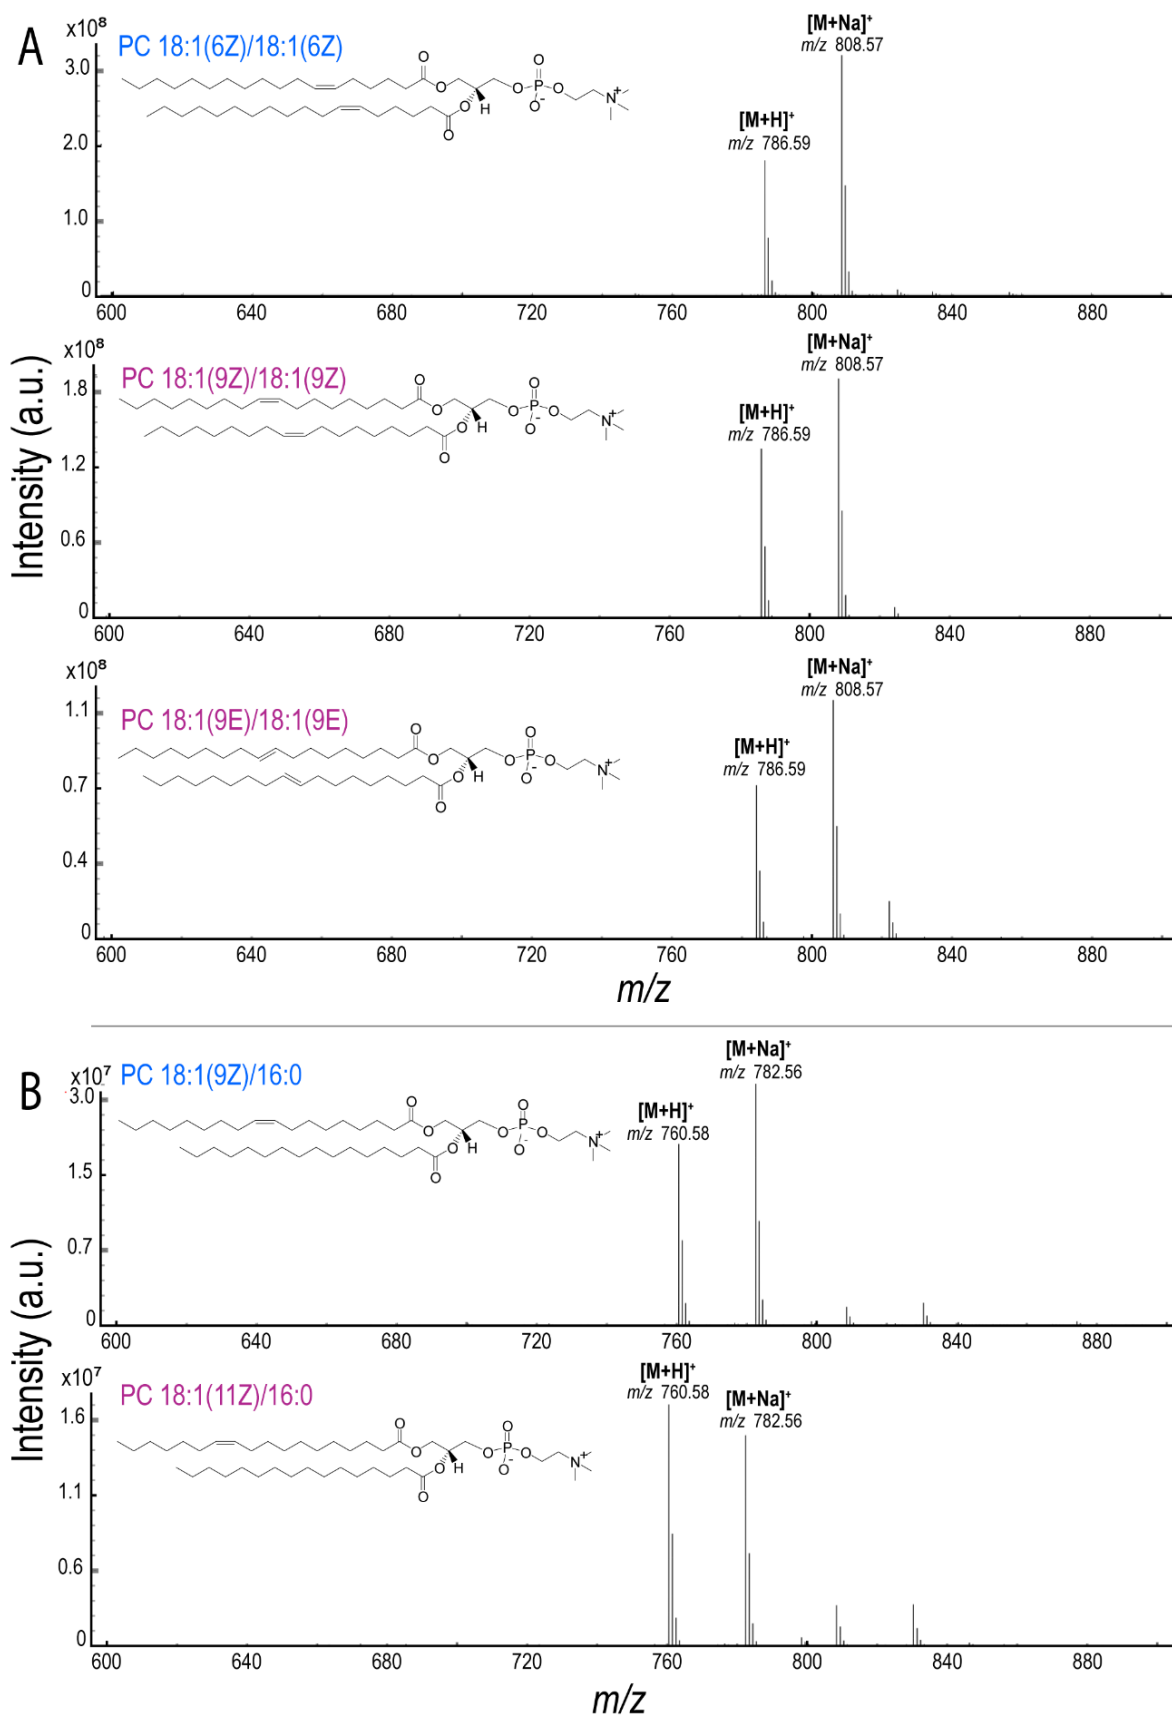 A
PC 18:1(6Z)/18:1(6Z)
x10⁸
3.0
2.0
1.0
0
[M+H]⁺
m/z 786.59
[M+Na]⁺
m/z 808.57
O
O
O
O
H
O
O
P
O⁻
O
N⁺
600 640 680 720 760 800 840 880
Intensity (a.u.)
x10⁸
PC 18:1(9Z)/18:1(9Z)
1.8
1.2
0.6
0
[M+H]⁺
m/z 786.59
[M+Na]⁺
m/z 808.57
O
O
O
O
H
O
O
P
O⁻
O
N⁺
600 640 680 720 760 800 840 880
x10⁸
PC 18:1(9E)/18:1(9E)
1.1
0.7
0.4
0
[M+H]⁺
m/z 786.59
[M+Na]⁺
m/z 808.57
O
O
O
O
H
O
O
P
O⁻
O
N⁺
600 640 680 720 760 800 840 880
m/z
B
x10⁷
PC 18:1(9Z)/16:0
3.0
1.5
0.7
0
[M+H]⁺
m/z 760.58
[M+Na]⁺
m/z 782.56
O
O
O
O
H
O
O
P
O⁻
O
N⁺
600 640 680 720 760 800 840 880
Intensity (a.u.)
x10⁷
PC 18:1(11Z)/16:0
1.6
1.1
0.6
0
[M+H]⁺
m/z 760.58
[M+Na]⁺
m/z 782.56
O
O
O
O
H
O
O
P
O⁻
O
N⁺
600 640 680 720 760 800 840 880
m/z